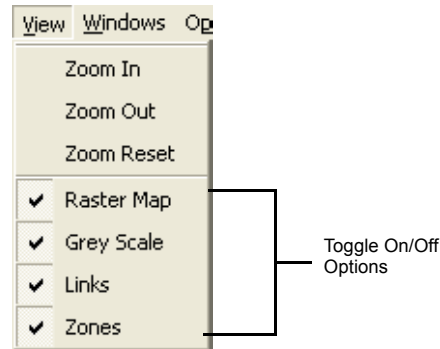 View Windows Op
Zoom In
Zoom Out
Zoom Reset
Raster Map
Grey Scale
Links
Zones
Toggle On/Off
Options